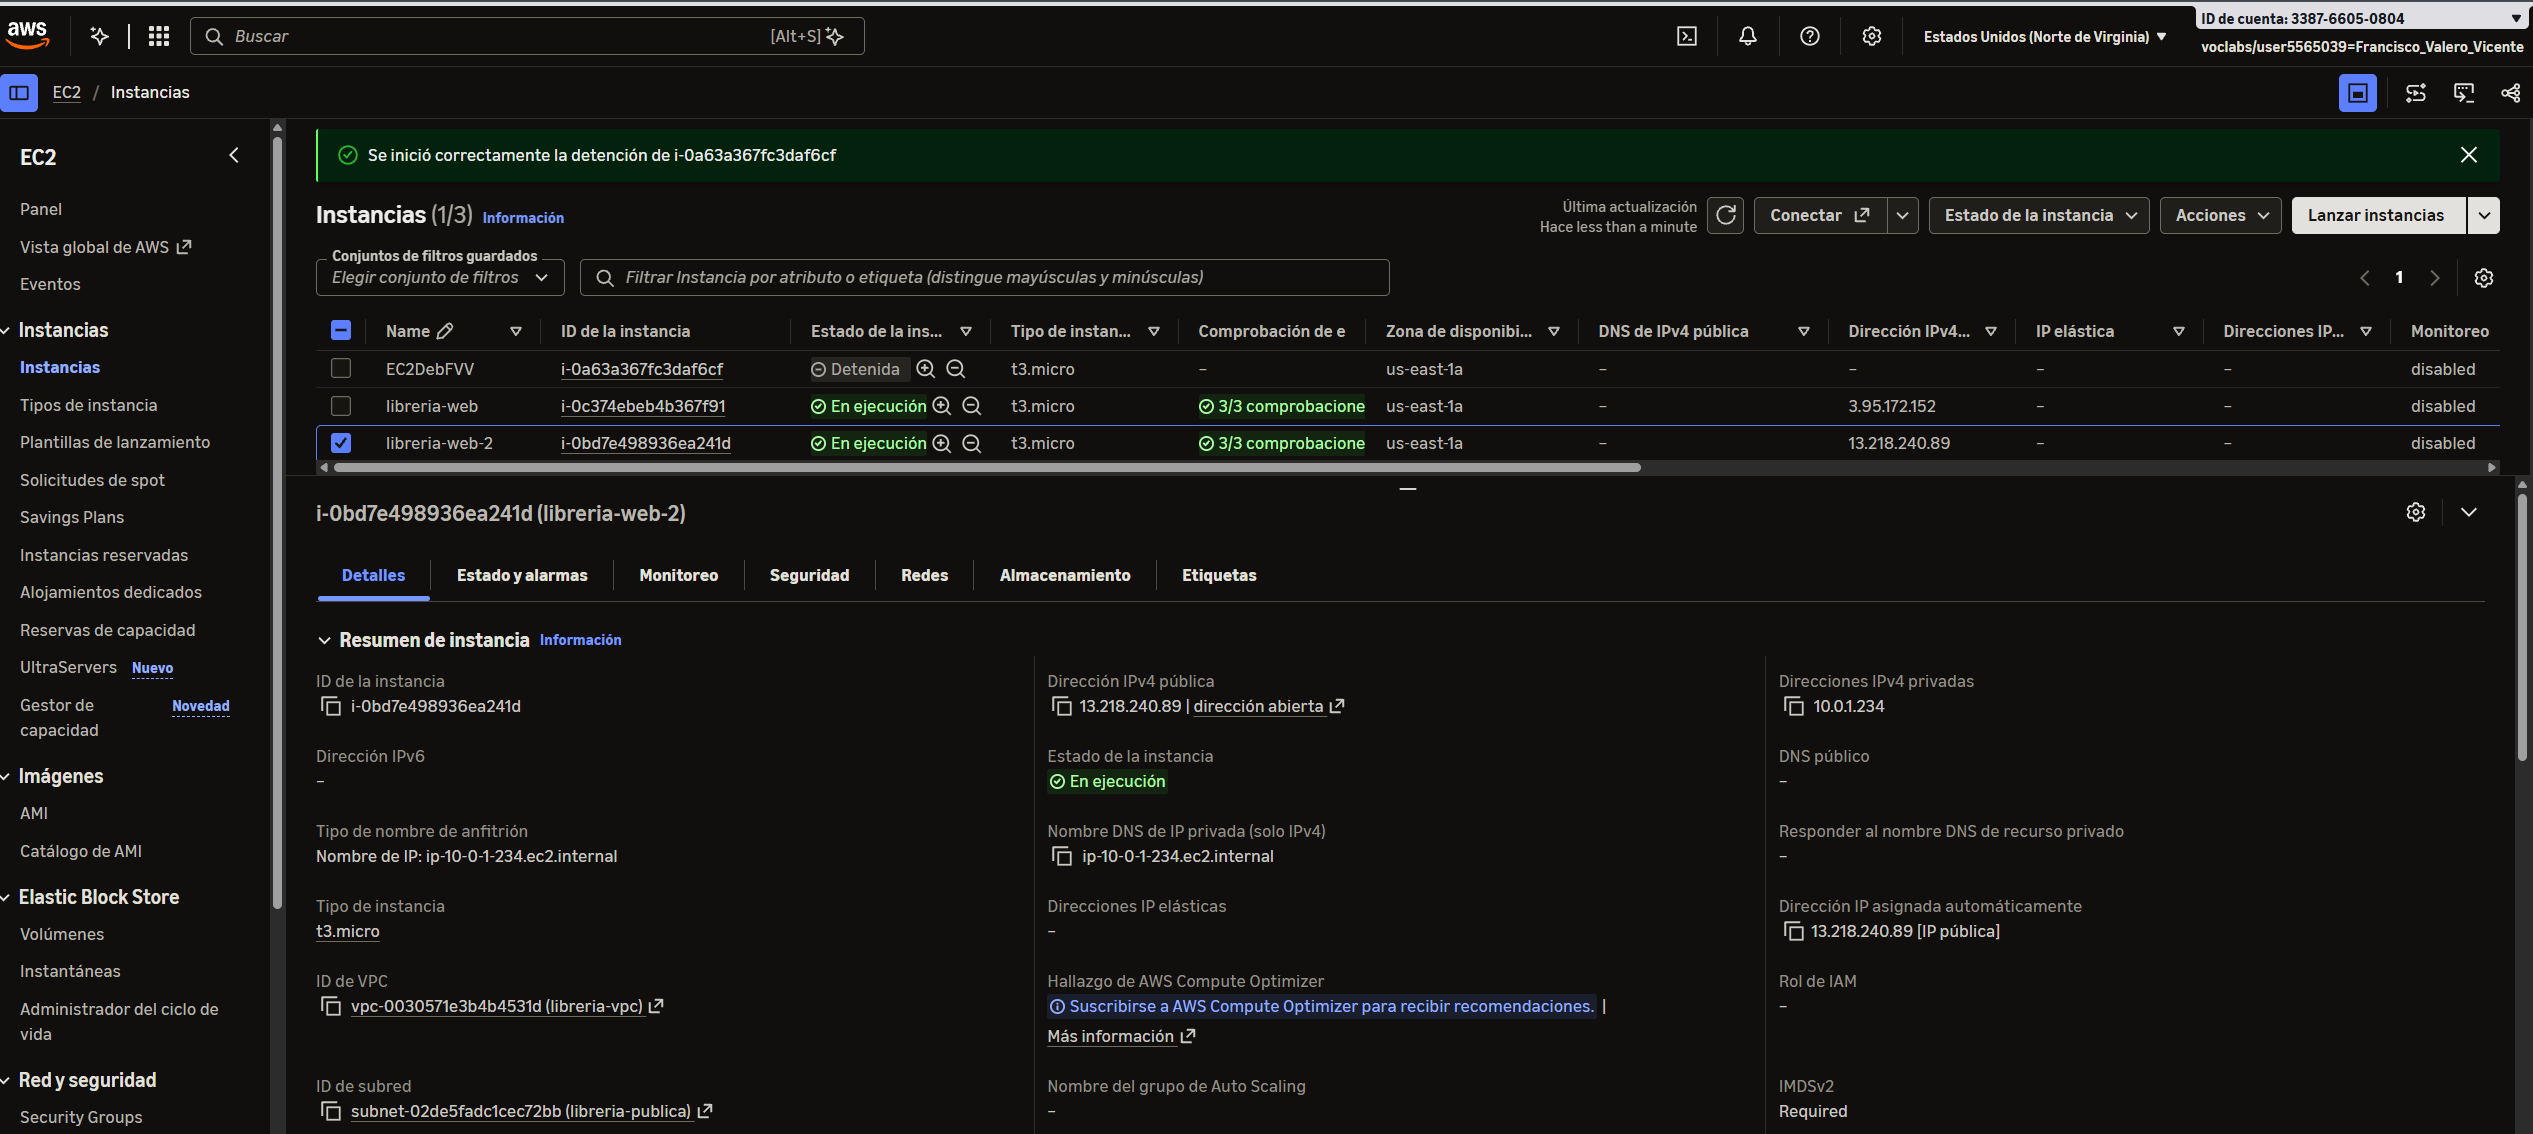 aws
Buscar
[Alt+S]
Estados Unidos (Norte de Virginia)
ID de cuenta: 3387-6605-0804
voclabs/user5565039=Francisco_Valero_Vicente
EC2 / Instancias
EC2
Panel
Vista global de AWS
Eventos
Instancias
Instancias
Tipos de instancia
Plantillas de lanzamiento
Solicitudes de spot
Savings Plans
Instancias reservadas
Alojamientos dedicados
Reservas de capacidad
UltraServers Nuevo
Gestor de capacidad Novedad
Imágenes
AMI
Catálogo de AMI
Elastic Block Store
Volúmenes
Instantáneas
Administrador del ciclo de vida
Red y seguridad
Security Groups
Se inició correctamente la detención de i-0a63a367fc3daf6cf
Instancias (1/3) Información
Última actualización
Hace less than a minute
Conectar
Estado de la instancia
Acciones
Lanzar instancias
Conjuntos de filtros guardados
Elegir conjunto de filtros
Filtrar Instancia por atributo o etiqueta (distingue mayúsculas y minúsculas)
1
Name ID de la instancia Estado de la ins... Tipo de instan... Comprobación de e Zona de disponibi... DNS de IPv4 pública Dirección IPv4... IP elástica Direcciones IP... Monitoreo
EC2DebFVV i-0a63a367fc3daf6cf Detenida t3.micro – us-east-1a – – – – disabled
libreria-web i-0c374ebeb4b367f91 En ejecución t3.micro 3/3 comprobacione us-east-1a – 3.95.172.152 – – disabled
libreria-web-2 i-0bd7e498936ea241d En ejecución t3.micro 3/3 comprobacione us-east-1a – 13.218.240.89 – – disabled
i-0bd7e498936ea241d (libreria-web-2)
Detalles
Estado y alarmas
Monitoreo
Seguridad
Redes
Almacenamiento
Etiquetas
Resumen de instancia Información
ID de la instancia
i-0bd7e498936ea241d
Dirección IPv4 pública
13.218.240.89 | dirección abierta
Direcciones IPv4 privadas
10.0.1.234
Dirección IPv6
–
Estado de la instancia
En ejecución
DNS público
–
Tipo de nombre de anfitrión
Nombre de IP: ip-10-0-1-234.ec2.internal
Nombre DNS de IP privada (solo IPv4)
ip-10-0-1-234.ec2.internal
Responder al nombre DNS de recurso privado
–
Tipo de instancia
t3.micro
Direcciones IP elásticas
–
Dirección IP asignada automáticamente
13.218.240.89 [IP pública]
ID de VPC
vpc-0030571e3b4b4531d (libreria-vpc)
Hallazgo de AWS Compute Optimizer
Suscribirse a AWS Compute Optimizer para recibir recomendaciones. |
Más información
Rol de IAM
–
ID de subred
subnet-02de5fadc1cec72bb (libreria-publica)
Nombre del grupo de Auto Scaling
–
IMDSv2
Required